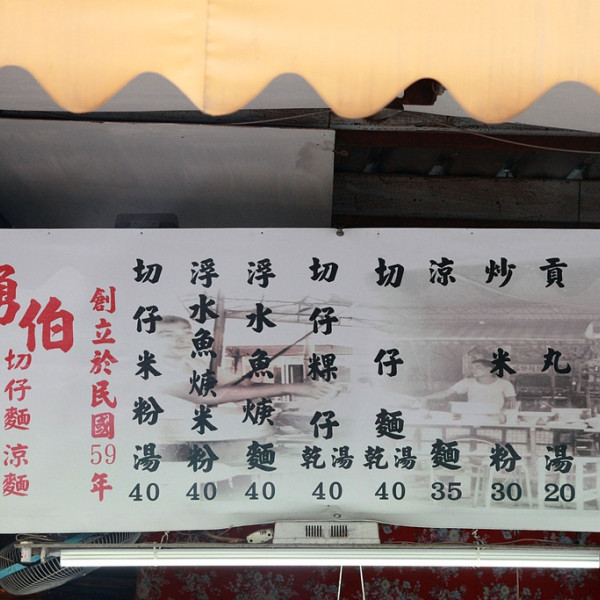 勇伯
切仔麵 涼麵
創立於民國59年
切仔米粉湯 40
浮水魚焿米粉 40
浮水魚焿麵 40
切仔粿仔乾湯 40
切仔麵乾湯 40
涼麵 35
炒米粉 30
貢丸湯 20